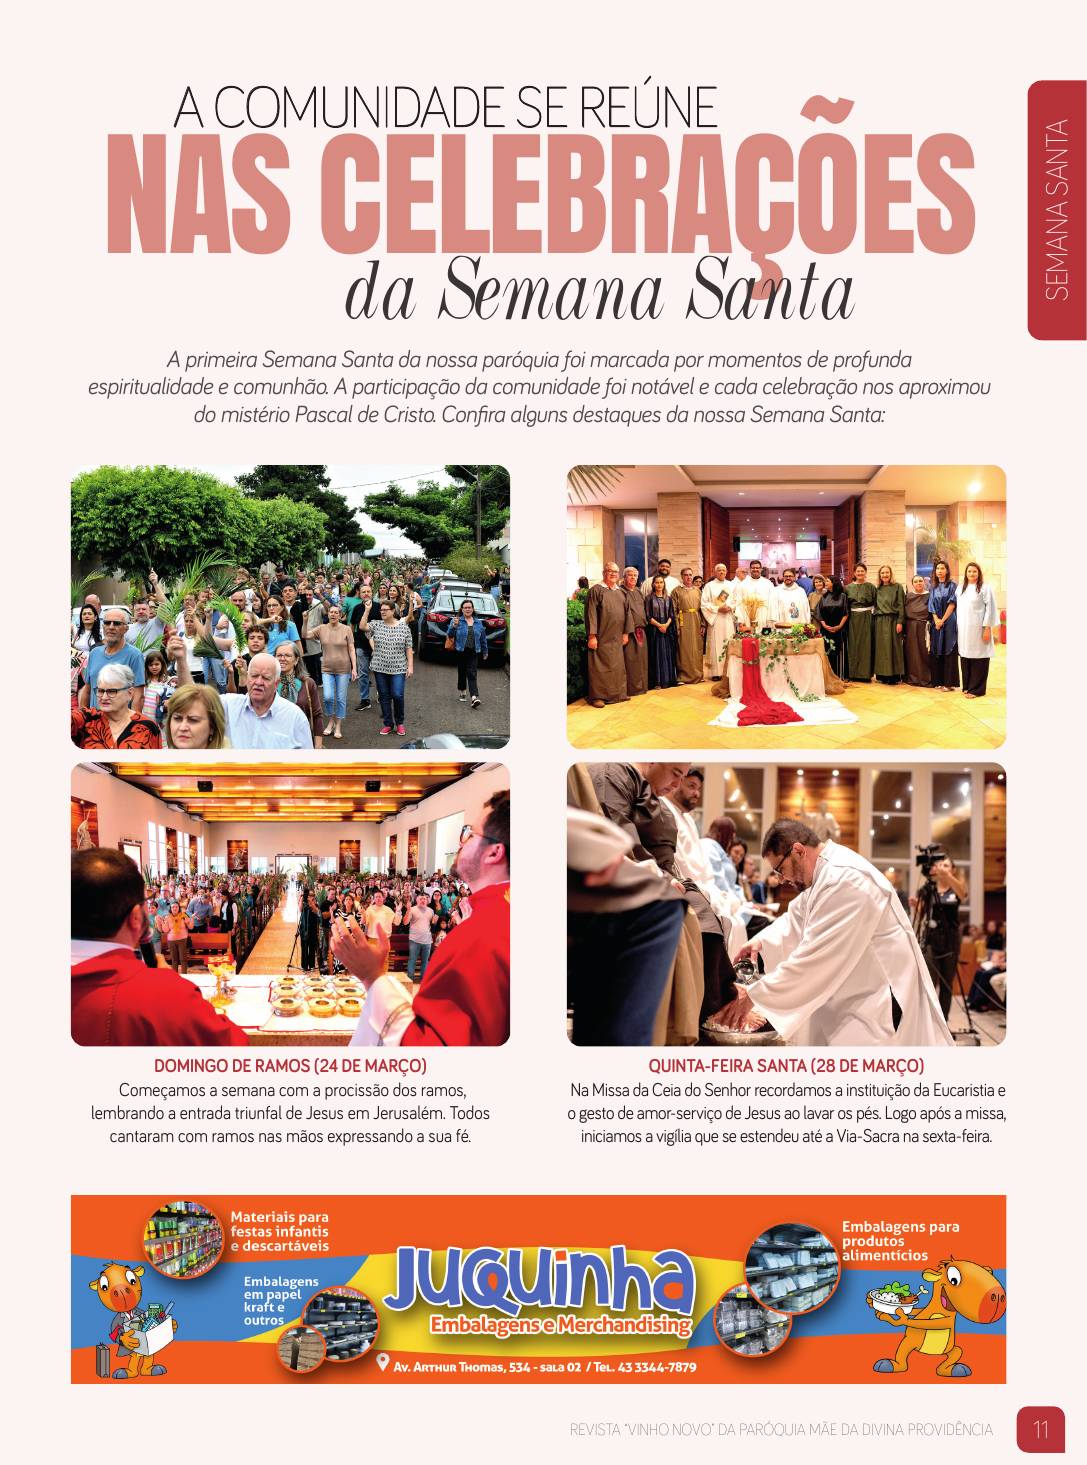 A COMUNIDADE SE REÚNE
NAS CELEBRAÇÕES
da Semana Santa
SEMANA SANTA
A primeira Semana Santa da nossa paróquia foi marcada por momentos de profunda
espiritualidade e comunhão. A participação da comunidade foi notável e cada celebração nos aproximou
do mistério Pascal de Cristo. Confira alguns destaques da nossa Semana Santa:
DOMINGO DE RAMOS (24 DE MARÇO)
Começamos a semana com a procissão dos ramos,
lembrando a entrada triunfal de Jesus em Jerusalém. Todos
cantaram com ramos nas mãos expressando a sua fé.
QUINTA-FEIRA SANTA (28 DE MARÇO)
Na Missa da Ceia do Senhor recordamos a instituição da Eucaristia e
o gesto de amor-serviço de Jesus ao lavar os pés. Logo após a missa,
iniciamos a vigília que se estendeu até a Via-Sacra na sexta-feira.
Materiais para
festas infantis
e descartáveis
Embalagens
em papel
kraft e
outros
Juquinha
Embalagens e Merchandising
Av. Arthur Thomas, 534 - sala 02 / Tel. 43 3344-7879
Embalagens para
produtos
alimentícios
REVISTA "VINHO NOVO" DA PARÓQUIA MÃE DA DIVINA PROVIDÊNCIA
11